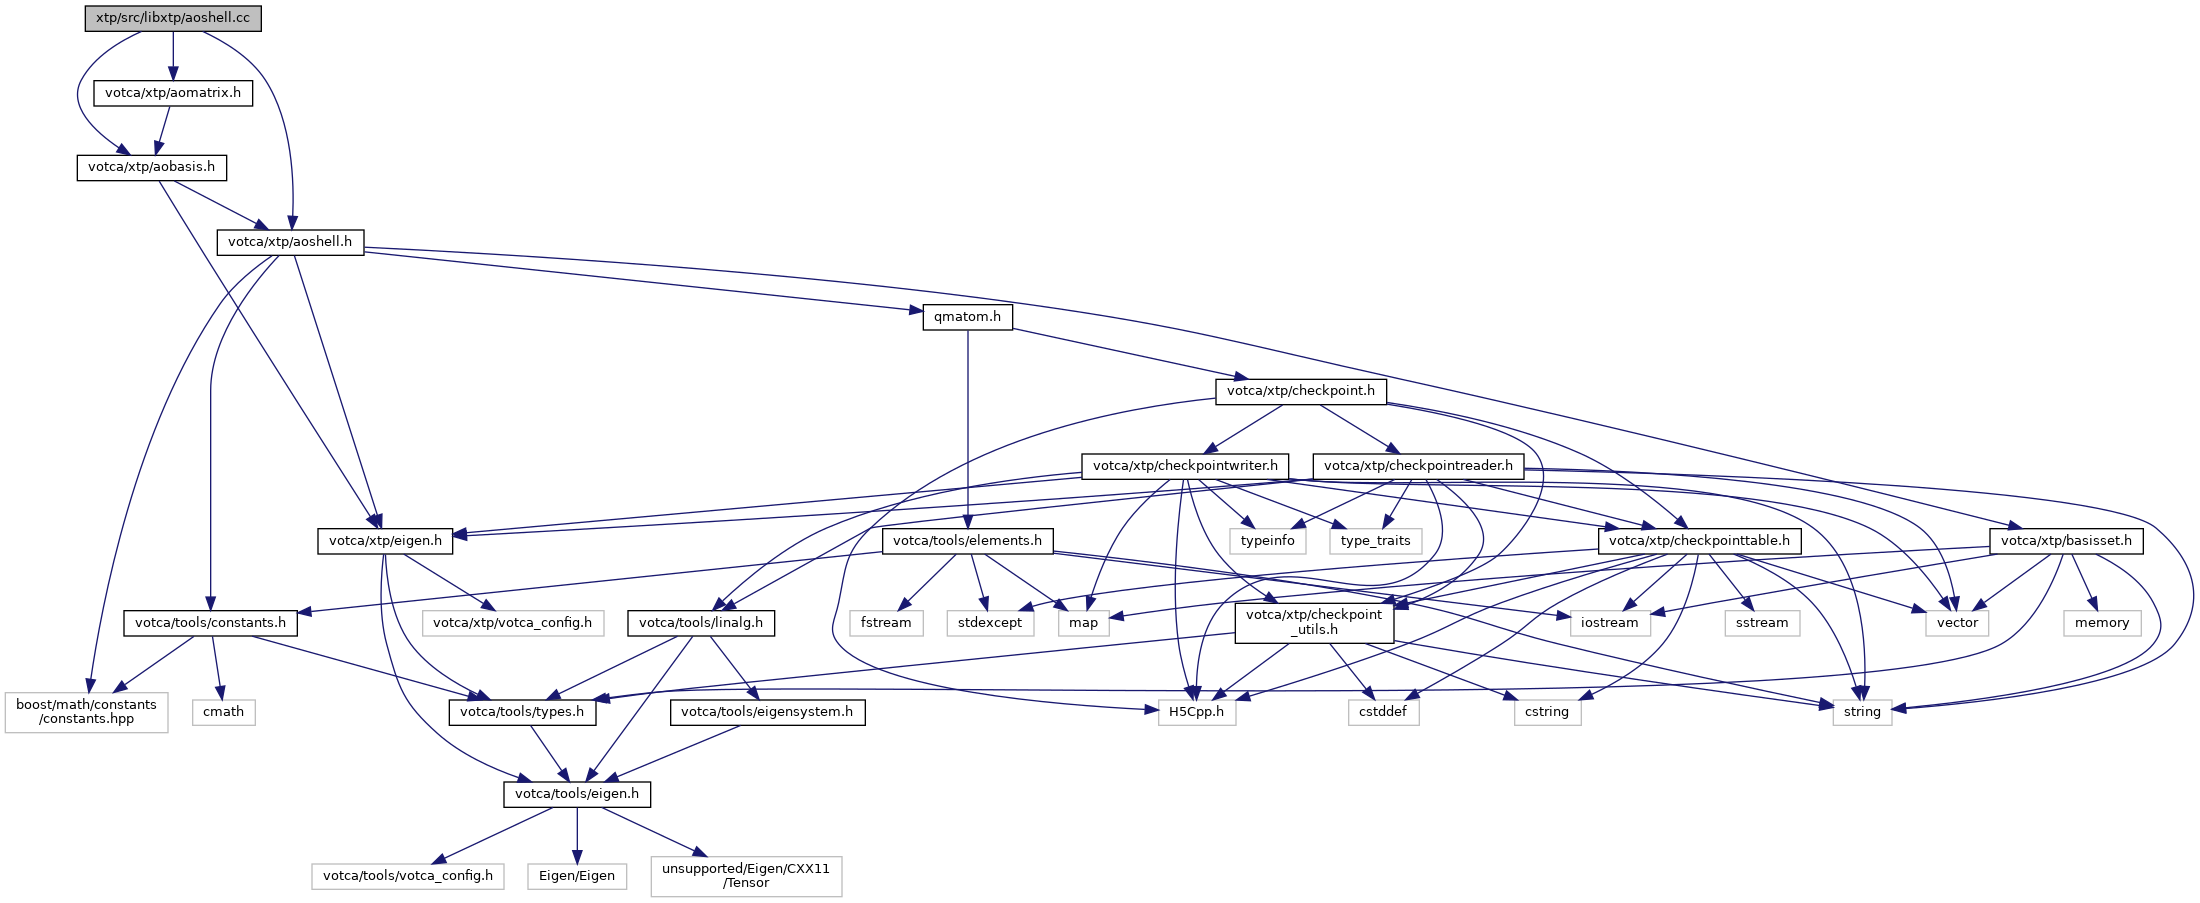 xtp/src/libxtp/aoshell.cc
votca/xtp/aomatrix.h
votca/xtp/aobasis.h
votca/xtp/aoshell.h
qmatom.h
votca/xtp/checkpoint.h
votca/xtp/checkpointwriter.h
votca/xtp/checkpointreader.h
votca/xtp/eigen.h
votca/tools/elements.h
typeinfo
type_traits
votca/xtp/checkpointtable.h
votca/xtp/basisset.h
votca/tools/constants.h
votca/xtp/votca_config.h
votca/tools/linalg.h
fstream
stdexcept
map
votca/xtp/checkpoint
_utils.h
iostream
sstream
vector
memory
boost/math/constants
/constants.hpp
cmath
votca/tools/types.h
votca/tools/eigensystem.h
H5Cpp.h
cstddef
cstring
string
votca/tools/eigen.h
votca/tools/votca_config.h
Eigen/Eigen
unsupported/Eigen/CXX11
/Tensor